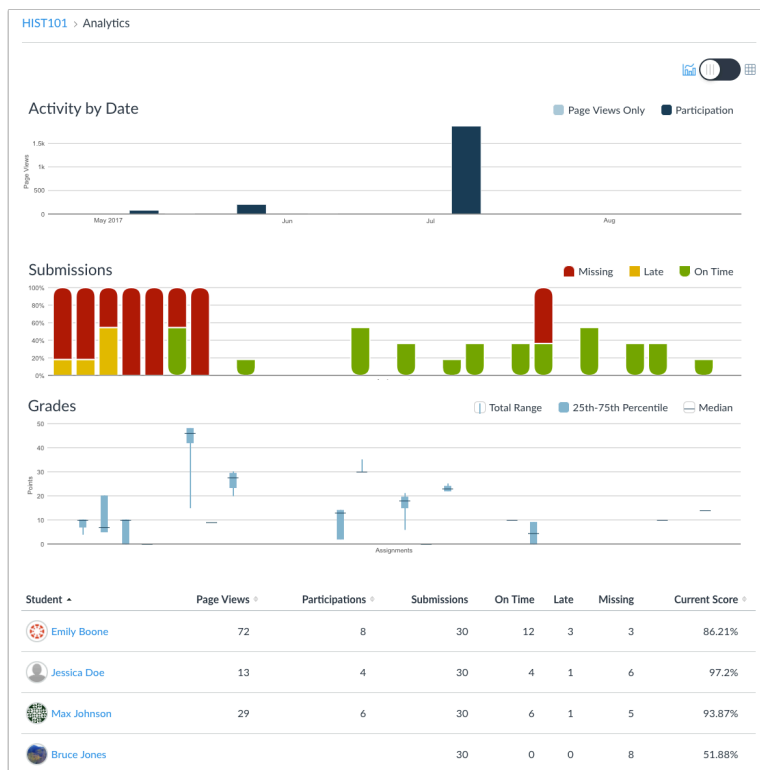 HIST101 > Analytics
Activity by Date
Page Views Only Participation
Page Views
1.5k
1k
500
0
May 2017 Jun Jul Aug
Submissions
Missing Late On Time
100%
80%
60%
40%
20%
0%
Grades
Total Range 25th-75th Percentile Median
Points
50
40
30
20
10
0
Assignments
Student Page Views Participations Submissions On Time Late Missing Current Score
Emily Boone 72 8 30 12 3 3 86.21%
Jessica Doe 13 4 30 4 1 6 97.2%
Max Johnson 29 6 30 6 1 5 93.87%
Bruce Jones 30 0 0 8 51.88%